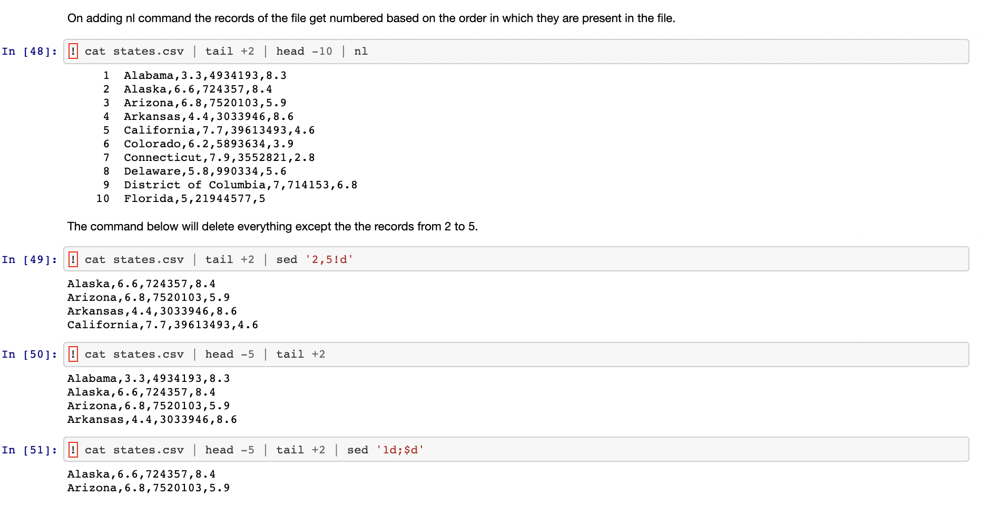 On adding nl command the records of the file get numbered based on the order in which they are present in the file.
In [48]: ! cat states.csv | tail +2 | head -10 | nl
1 Alabama,3.3,4934193,8.3
2 Alaska,6.6,724357,8.4
3 Arizona,6.8,7520103,5.9
4 Arkansas,4.4,3033946,8.6
5 California,7.7,39613493,4.6
6 Colorado,6.2,5893634,3.9
7 Connecticut,7.9,3552821,2.8
8 Delaware,5.8,990334,5.6
9 District of Columbia,7,714153,6.8
10 Florida,5,21944577,5
The command below will delete everything except the the records from 2 to 5.
In [49]: ! cat states.csv | tail +2 | sed '2,5!d'
Alaska,6.6,724357,8.4
Arizona,6.8,7520103,5.9
Arkansas,4.4,3033946,8.6
California,7.7,39613493,4.6
In [50]: ! cat states.csv | head -5 | tail +2
Alabama,3.3,4934193,8.3
Alaska,6.6,724357,8.4
Arizona,6.8,7520103,5.9
Arkansas,4.4,3033946,8.6
In [51]: ! cat states.csv | head -5 | tail +2 | sed '1d;$d'
Alaska,6.6,724357,8.4
Arizona,6.8,7520103,5.9